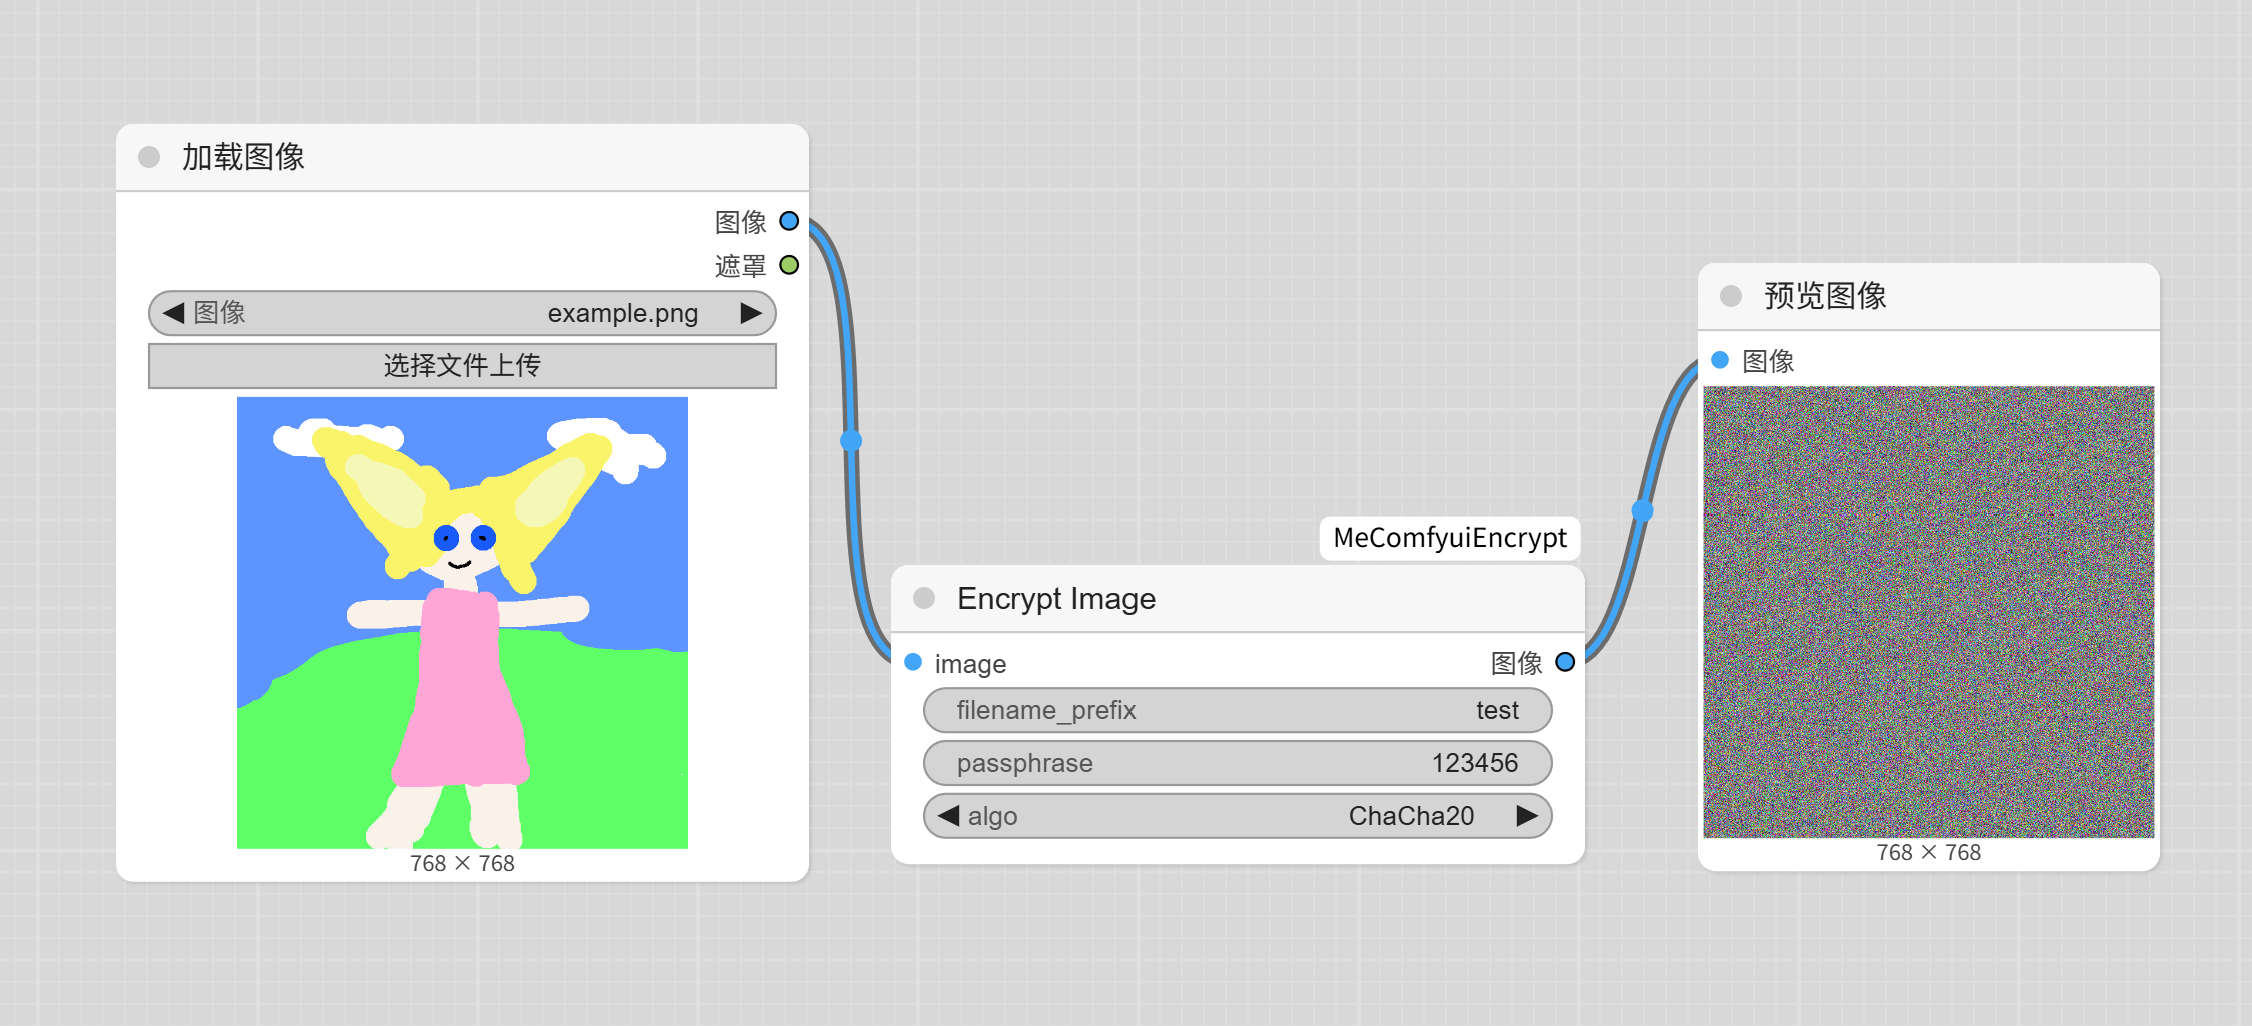 加载图像
图像
遮罩
图像 example.png
选择文件上传
768 × 768
MeComfyuiEncrypt
Encrypt Image
image 图像
filename_prefix test
passphrase 123456
algo ChaCha20
预览图像
图像
768 × 768